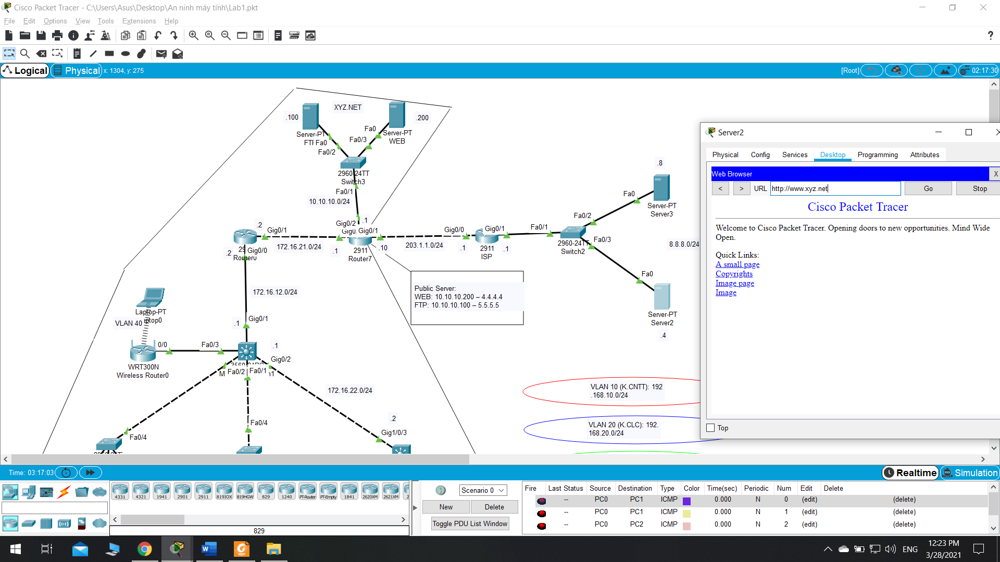 Cisco Packet Tracer - C:\Users\Asus\Desktop\An ninh máy tính\Lab1.pkt
File Edit Options View Tools Extensions Help
Logical
Physical
x: 1304, y: 275
[Root]
02:17:30
XYZ.NET
.100
.200
Server-PT
FTP
Fa0
Fa0
Server-PT
WEB
Fa0/3
Fa0/2
2960-24TT
Switch3
Fa0/1
10.10.10.0/24
.1
Gig0/2
Gig0/1
.2
Gig0/1
172.16.21.0/24
.1
2911
Router7
.10
203.1.1.0/24
Gig0/0
.1
Gig0/1
2911
ISP
.1
Fa0/1
Fa0/2
2960-24TT
Switch2
Fa0/3
Fa0
Server-PT
Server3
.8
8.8.8.0/24
Fa0
Server-PT
Server2
.4
.2
Gig0/0
Router0
172.16.12.0/24
Public Server:
WEB: 10.10.10.200 – 4.4.4.4
FTP: 10.10.10.100 – 5.5.5.5
Laptop-PT
VLAN 40
ptop0
0/0
Fa0/3
WRT300N
Wireless Router0
.1
Gig0/1
.1
Gig0/2
Fa0/2
Fa0/1
172.16.22.0/24
Fa0/4
Fa0/4
.2
Gig1/0/3
VLAN 10 (K.CNTT): 192
.168.10.0/24
VLAN 20 (K.CLC): 192.
168.20.0/24
Server2
Physical Config Services Desktop Programming Attributes
Web Browser
X
< > URL http://www.xyz.net Go Stop
Cisco Packet Tracer
Welcome to Cisco Packet Tracer. Opening doors to new opportunities. Mind Wide
Open.
Quick Links:
A small page
Copyrights
Image page
Image
Top
Time: 03:17:03
Realtime
Simulation
4331 4321 1941 2901 2911 819IOX 819HGW 829 1240 PT-Router PT-Empty 1841 2620XM 2621XM
829
Scenario 0
New Delete
Toggle PDU List Window
Fire Last Status Source Destination Type Color Time(sec) Periodic Num Edit Delete
-- PC0 PC1 ICMP 0.000 N 0 (edit) (delete)
-- PC0 PC1 ICMP 0.000 N 1 (edit) (delete)
-- PC0 PC2 ICMP 0.000 N 2 (edit) (delete)
ENG
12:23 PM
3/28/2021